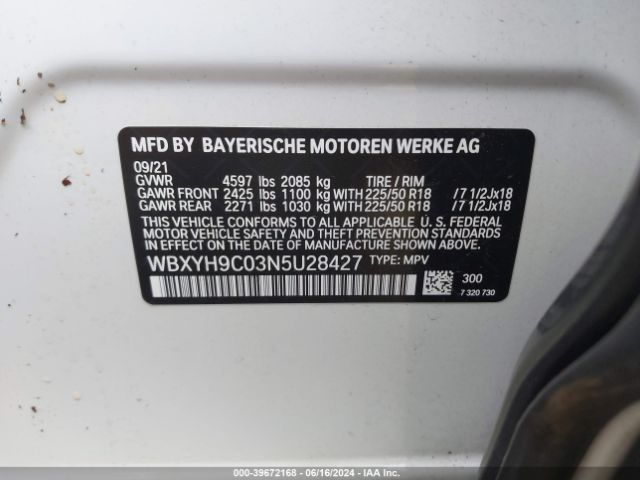 MFD BY BAYERISCHE MOTOREN WERKE AG
09/21
GVWR 4597 lbs 2085 kg TIRE / RIM
GAWR FRONT 2425 lbs 1100 kg WITH 225/50 R18 /7 1/2Jx18
GAWR REAR 2271 lbs 1030 kg WITH 225/50 R18 /7 1/2Jx18
THIS VEHICLE CONFORMS TO ALL APPLICABLE U.S. FEDERAL
MOTOR VEHICLE SAFETY, BUMPER, AND THEFT PREVENTION
STANDARDS IN EFFECT ON THE DATE OF MANUFACTURE SHOWN ABOVE.
WBXYH9C03N5U28427 TYPE: MPV
300
7 320 730
000-39672168 - 06/16/2024 - IAA Inc.